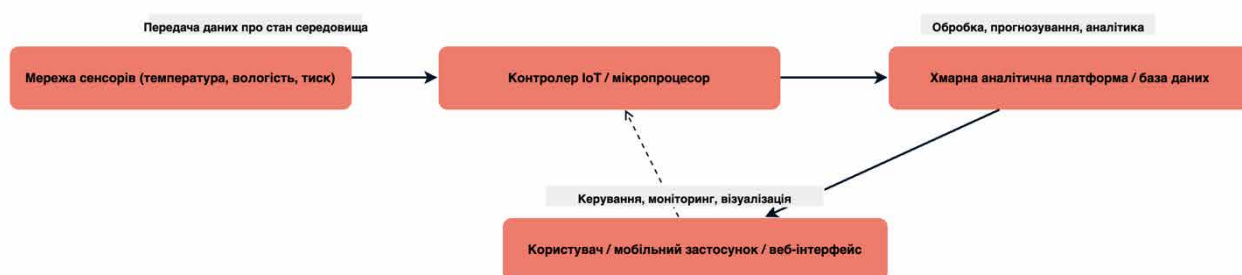 Передача даних про стан середовища
Обробка, прогнозування, аналітика
Мережа сенсорів (температура, вологість, тиск)
Контролер IoT / мікропроцесор
Хмарна аналітична платформа / база даних
Керування, моніторинг, візуалізація
Користувач / мобільний застосунок / веб-інтерфейс